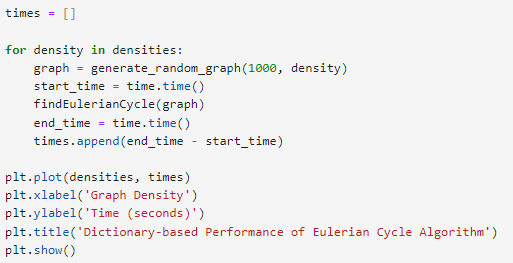 times = []
for density in densities:
    graph = generate_random_graph(1000, density)
    start_time = time.time()
    findEulerianCycle(graph)
    end_time = time.time()
    times.append(end_time - start_time)
plt.plot(densities, times)
plt.xlabel('Graph Density')
plt.ylabel('Time (seconds)')
plt.title('Dictionary-based Performance of Eulerian Cycle Algorithm')
plt.show()